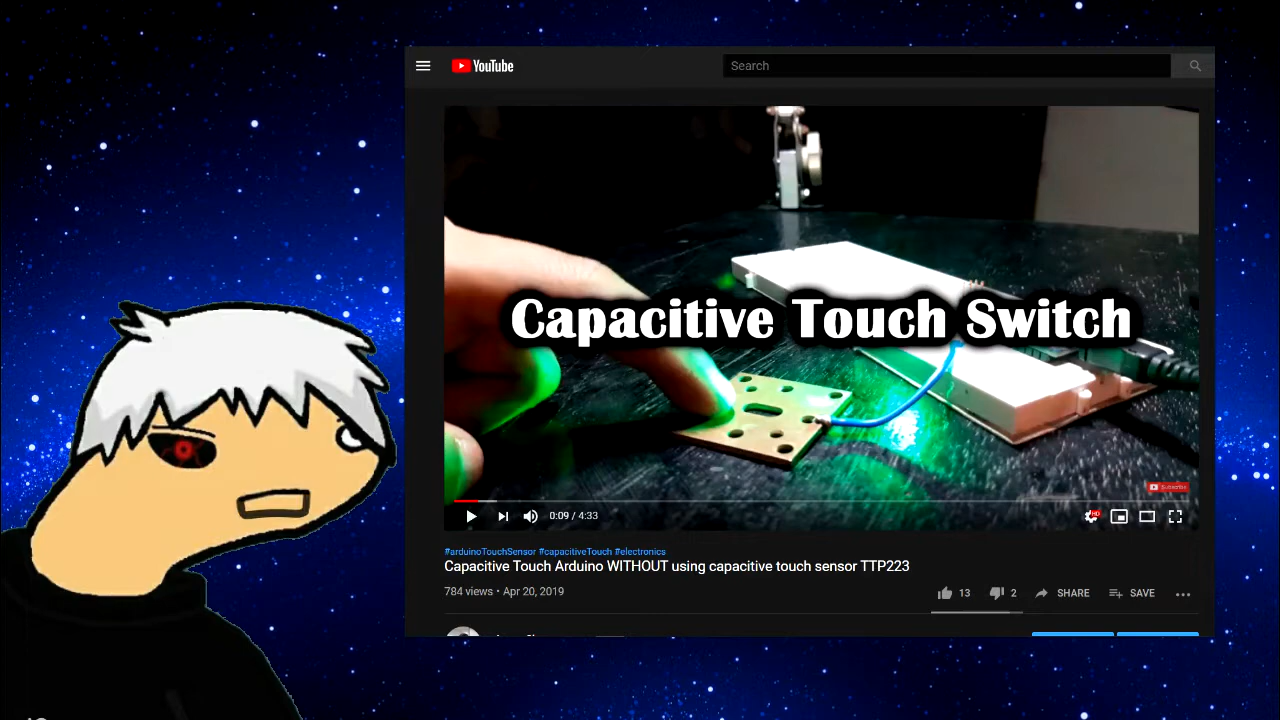 YouTube
Search
Capacitive Touch Switch
HD
0:09 / 4:33
#arduinoTouchSensor #capacitiveTouch #electronics
Capacitive Touch Arduino WITHOUT using capacitive touch sensor TTP223
784 views • Apr 20, 2019
13
2
SHARE
SAVE